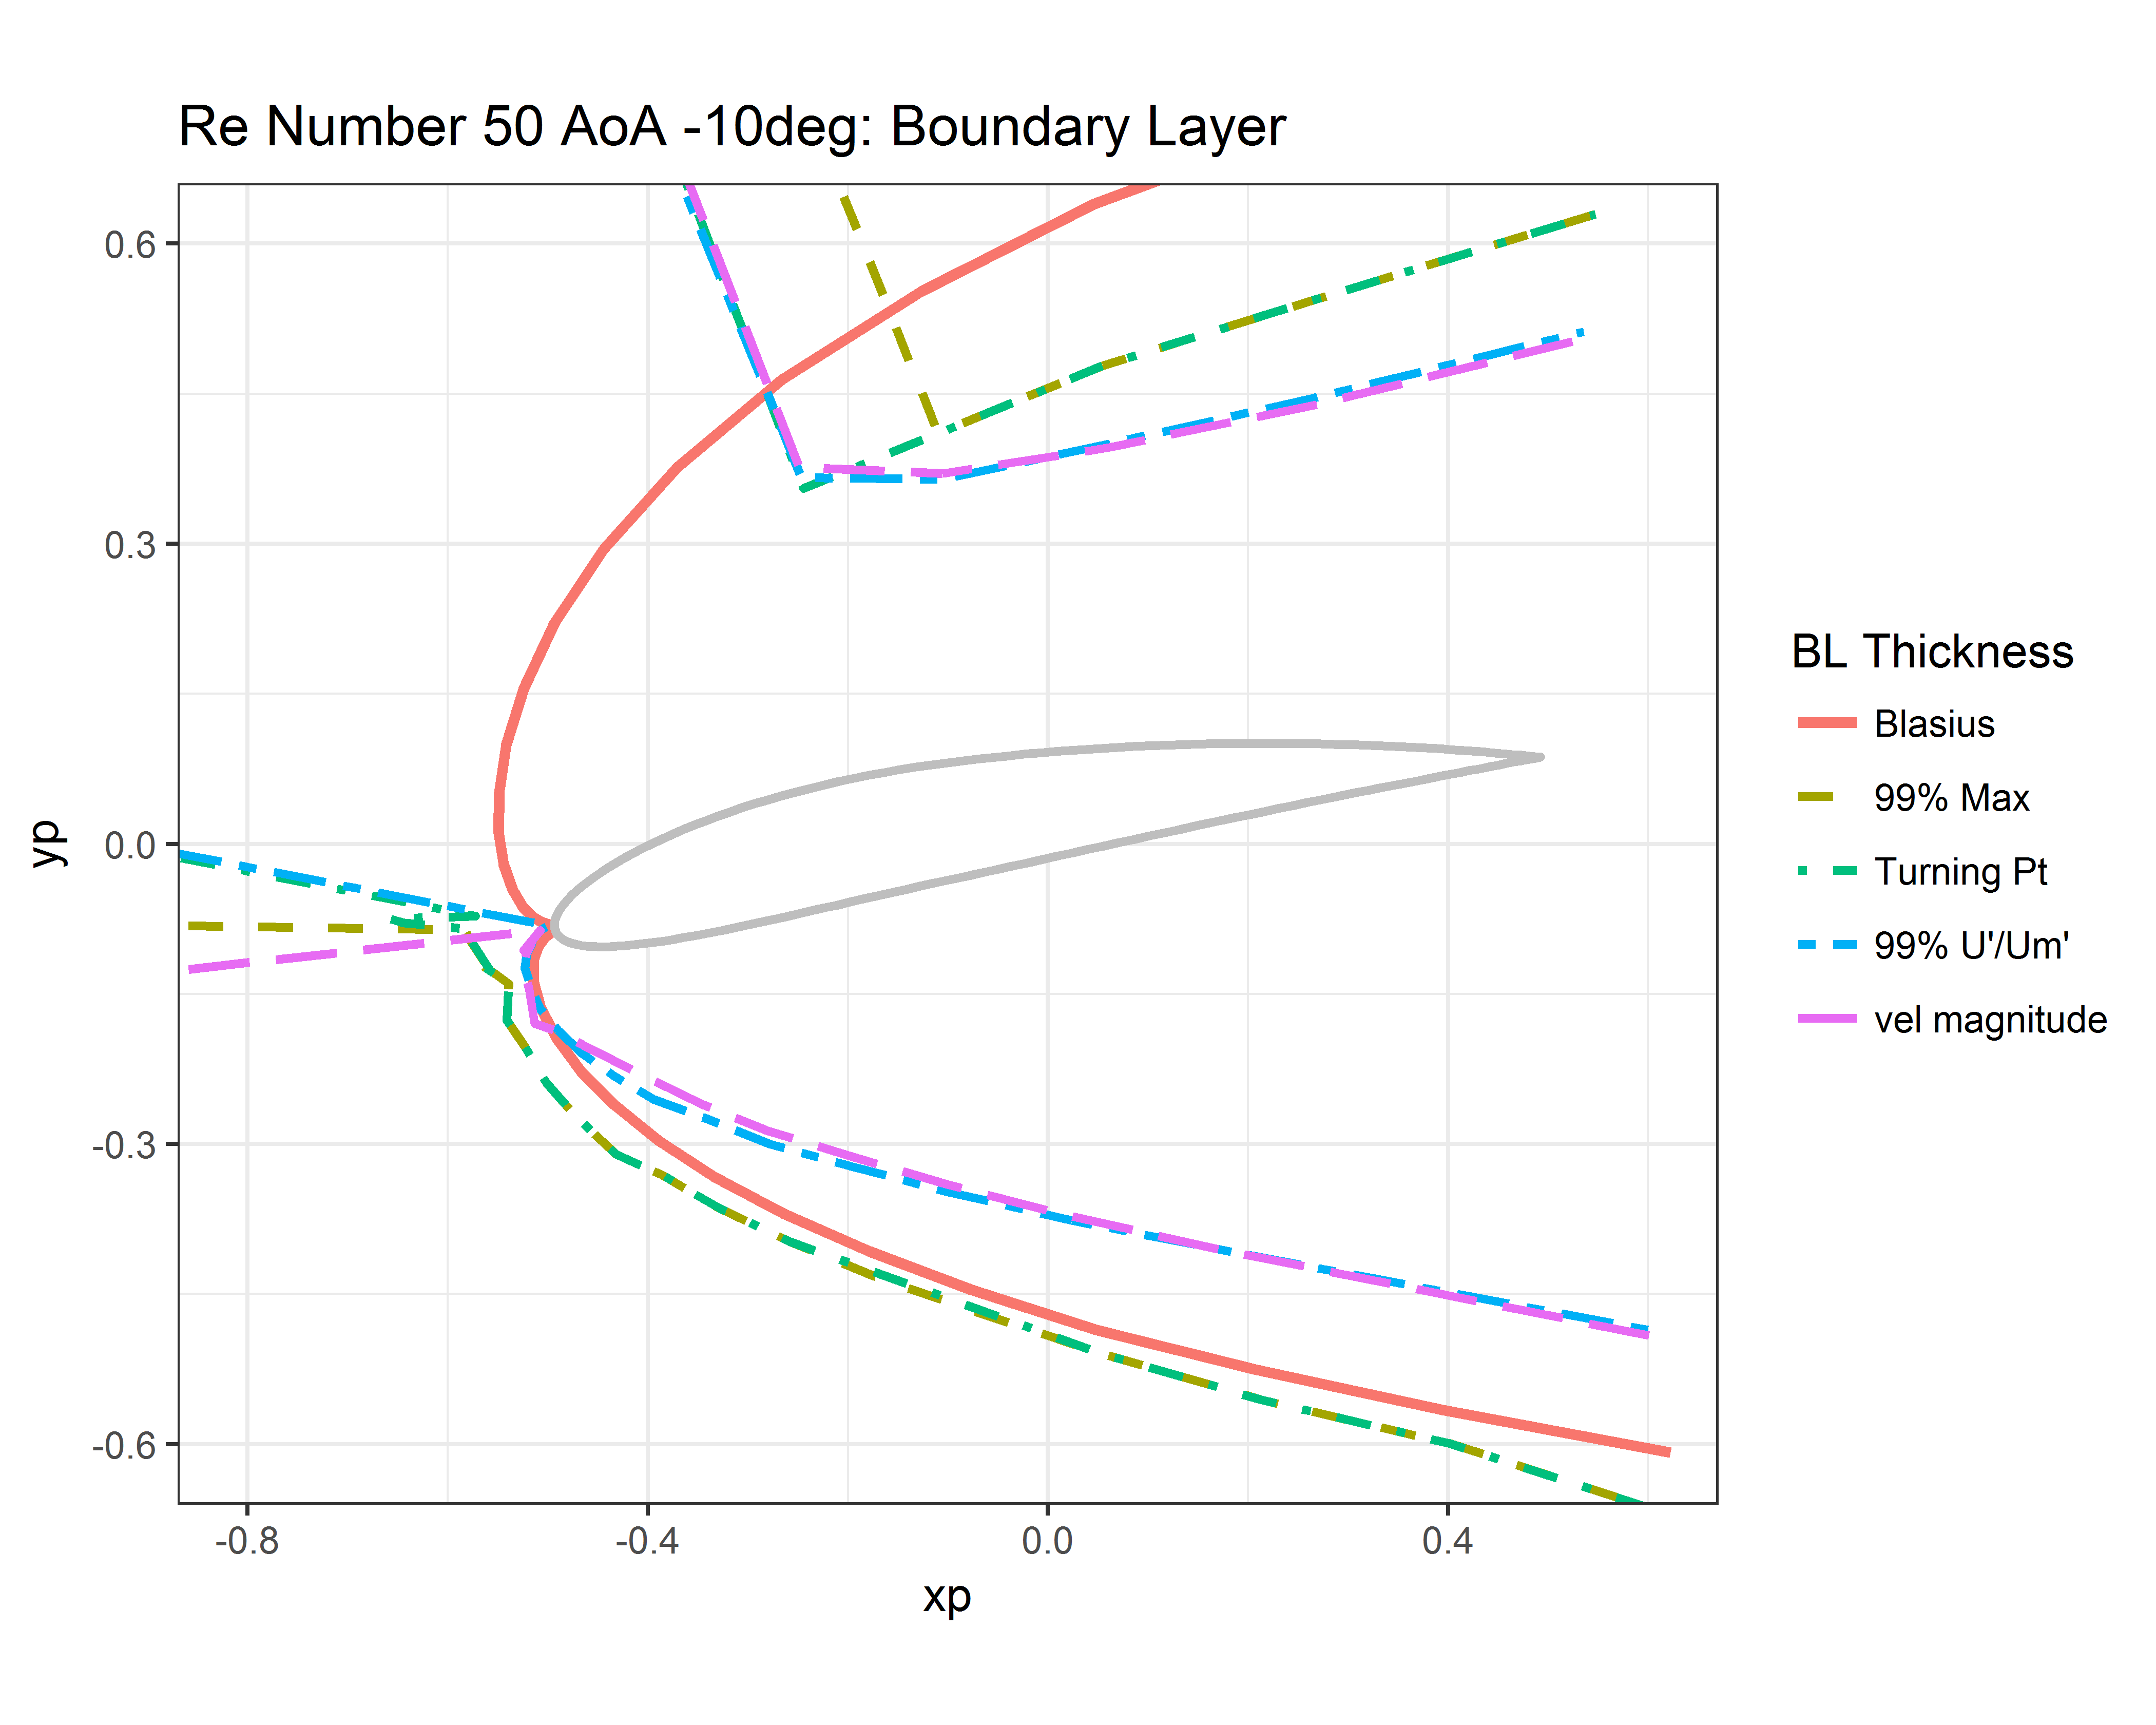 Re Number 50 AoA -10deg: Boundary Layer
0.6
0.3
0.0
-0.3
-0.6
yp
-0.8 -0.4 0.0 0.4
xp
BL Thickness
Blasius
99% Max
Turning Pt
99% U'/Um'
vel magnitude